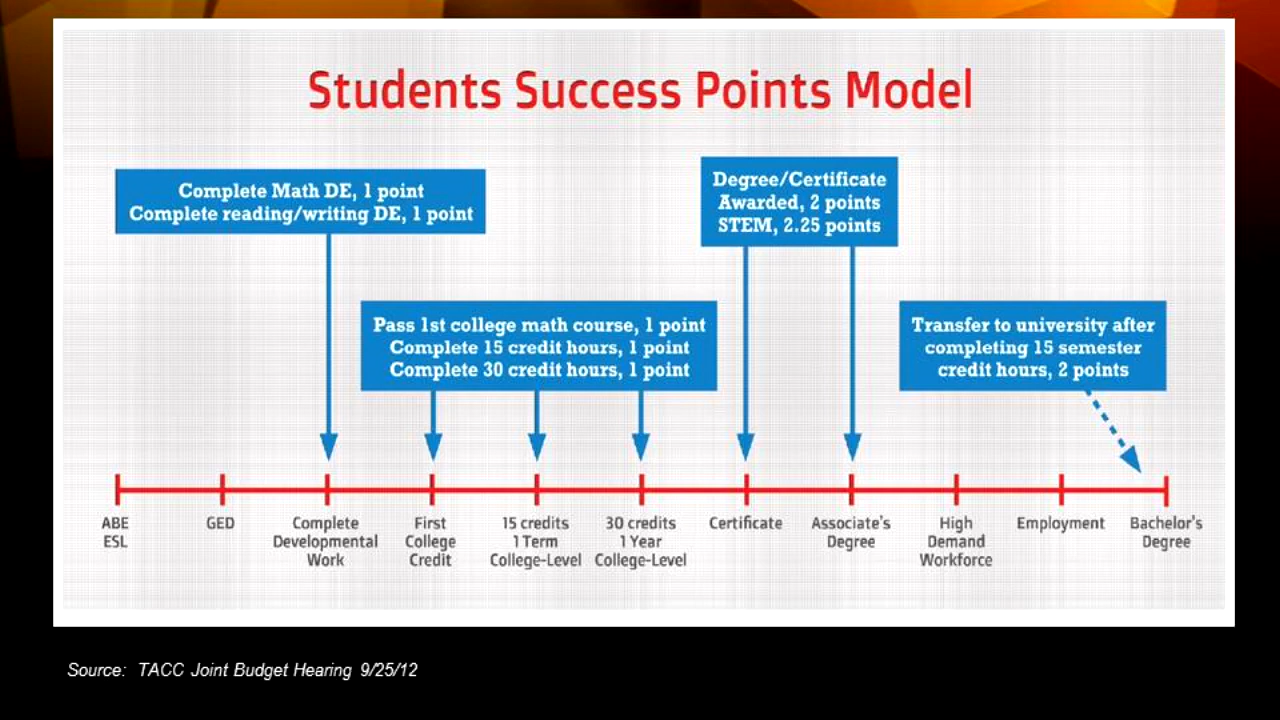 Students Success Points Model
Complete Math DE, 1 point
Complete reading/writing DE, 1 point
Degree/Certificate
Awarded, 2 points
STEM, 2.25 points
Pass 1st college math course, 1 point
Complete 15 credit hours, 1 point
Complete 30 credit hours, 1 point
Transfer to university after
completing 15 semester
credit hours, 2 points
ABE
ESL
GED
Complete
Developmental
Work
First
College
Credit
15 credits
1 Term
College-Level
30 credits
1 Year
College-Level
Certificate
Associate's
Degree
High
Demand
Workforce
Employment
Bachelor's
Degree
Source: TACC Joint Budget Hearing 9/25/12